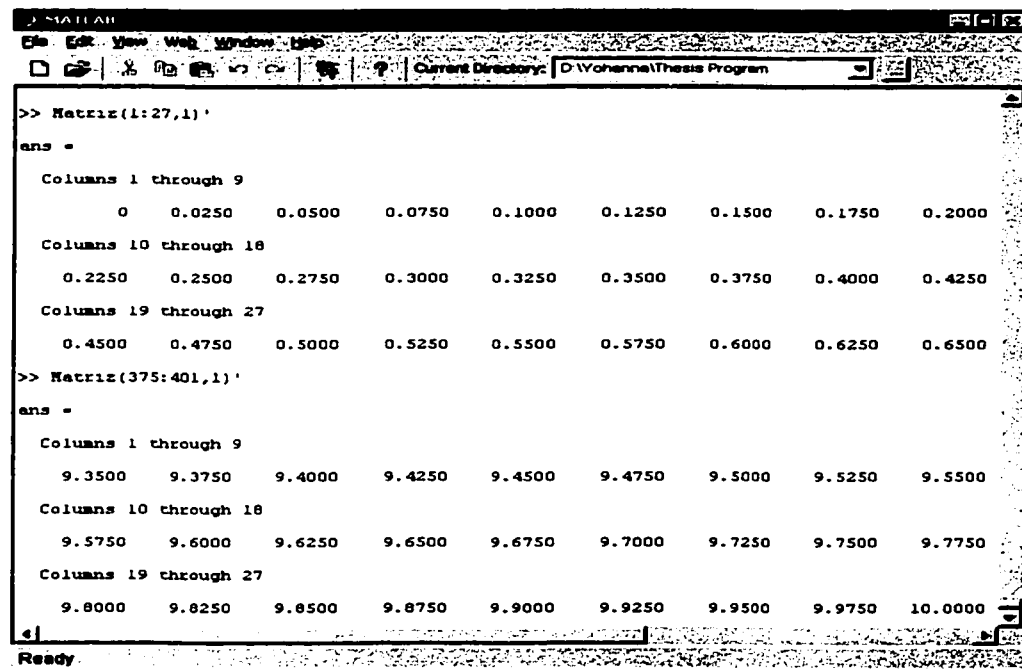 MATLAB
File Edit View Web Window Help
Current Directory: D:\Yohanna\Thesis Program
>> Matriz(1:27,1)'
ans =
Columns 1 through 9
0 0.0250 0.0500 0.0750 0.1000 0.1250 0.1500 0.1750 0.2000
Columns 10 through 18
0.2250 0.2500 0.2750 0.3000 0.3250 0.3500 0.3750 0.4000 0.4250
Columns 19 through 27
0.4500 0.4750 0.5000 0.5250 0.5500 0.5750 0.6000 0.6250 0.6500
>> Matriz(375:401,1)'
ans =
Columns 1 through 9
9.3500 9.3750 9.4000 9.4250 9.4500 9.4750 9.5000 9.5250 9.5500
Columns 10 through 18
9.5750 9.6000 9.6250 9.6500 9.6750 9.7000 9.7250 9.7500 9.7750
Columns 19 through 27
9.8000 9.8250 9.8500 9.8750 9.9000 9.9250 9.9500 9.9750 10.0000
Ready